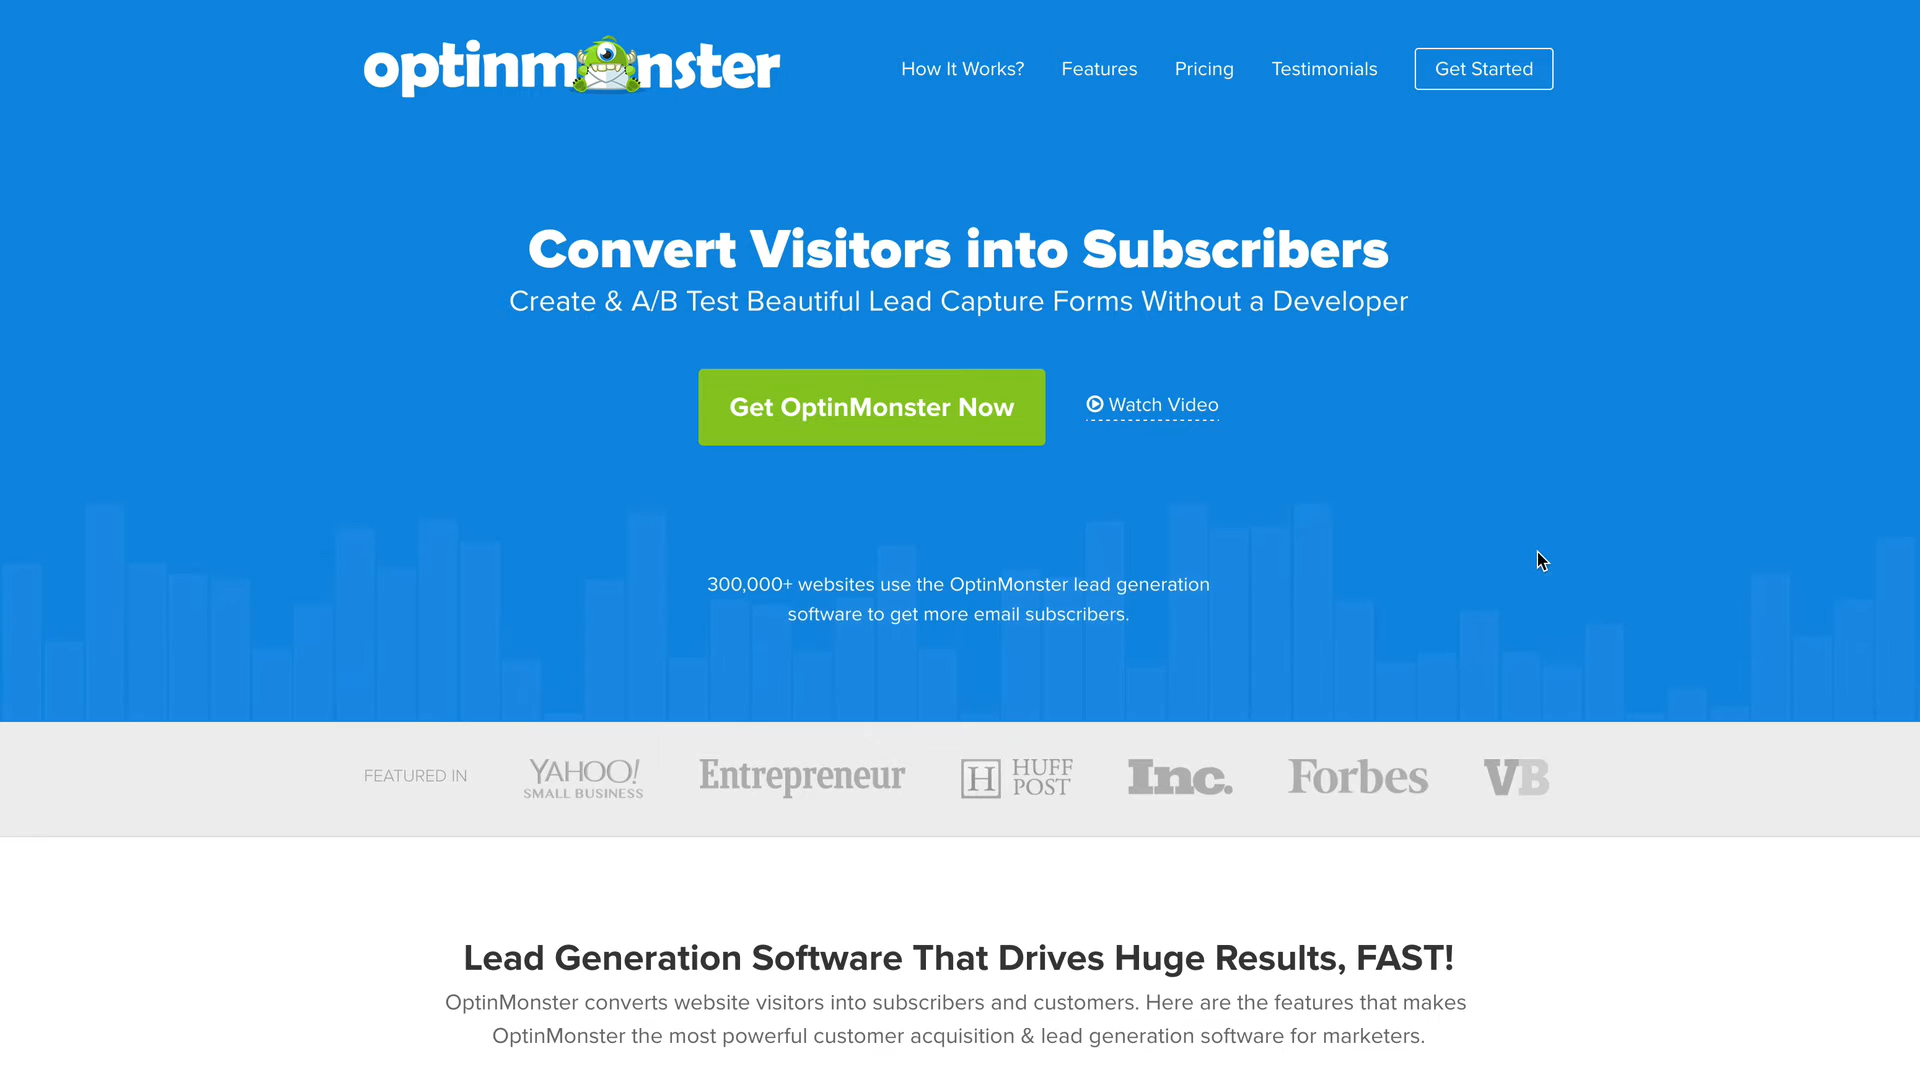 optinmonster
How It Works? Features Pricing Testimonials Get Started
Convert Visitors into Subscribers
Create & A/B Test Beautiful Lead Capture Forms Without a Developer
Get OptinMonster Now
Watch Video
300,000+ websites use the OptinMonster lead generation
software to get more email subscribers.
FEATURED IN
YAHOO!
SMALL BUSINESS
Entrepreneur
H HUFF
POST
Inc.
Forbes
VB
Lead Generation Software That Drives Huge Results, FAST!
OptinMonster converts website visitors into subscribers and customers. Here are the features that makes
OptinMonster the most powerful customer acquisition & lead generation software for marketers.